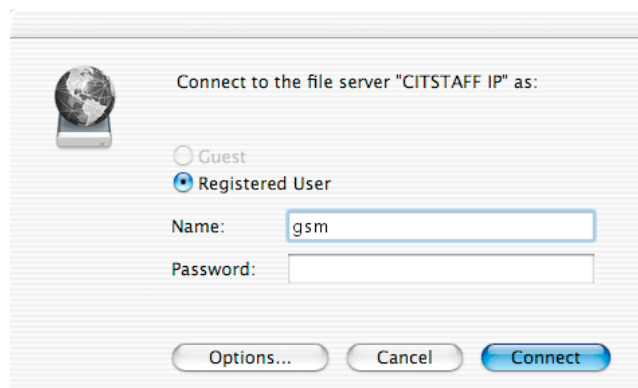 Connect to the file server "CITSTAFF IP" as:
Guest
Registered User
Name: gsm
Password:
Options... Cancel Connect